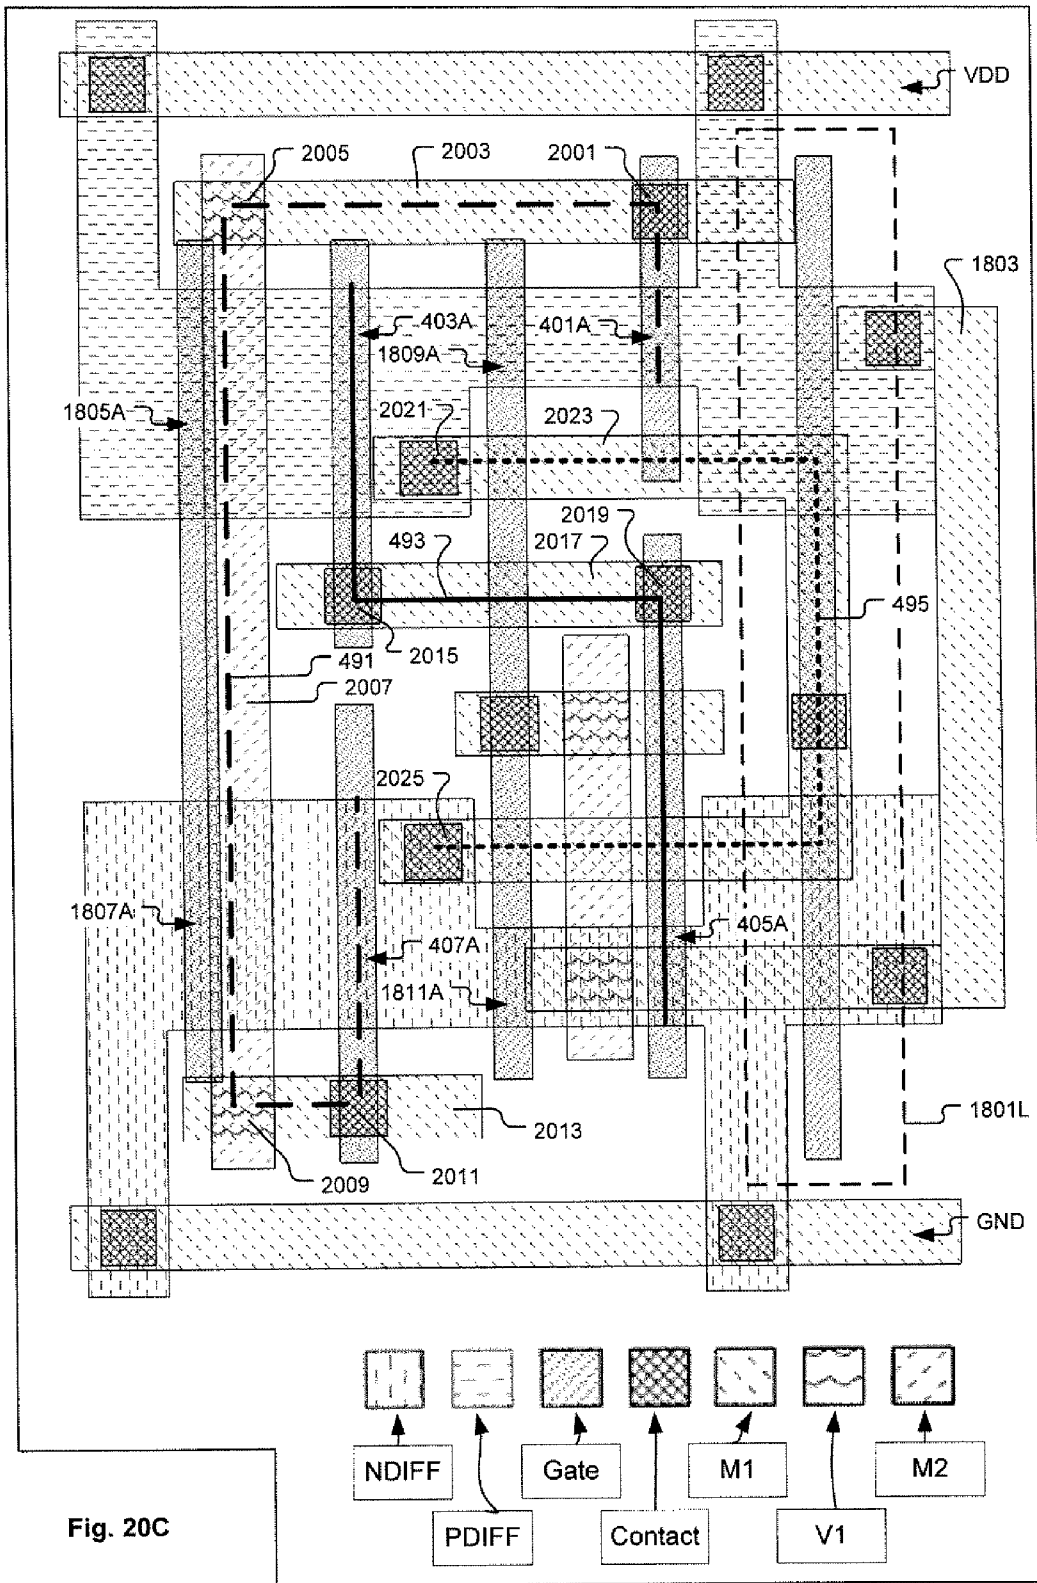 VDD
2005
2003
2001
1803
403A
401A
1809A
1805A
2021
2023
2019
493
2017
495
2015
491
2007
2025
1807A
407A
405A
1811A
1801L
2013
2011
2009
GND
NDIFF
Gate
M1
M2
PDIFF
Contact
V1
Fig. 20C